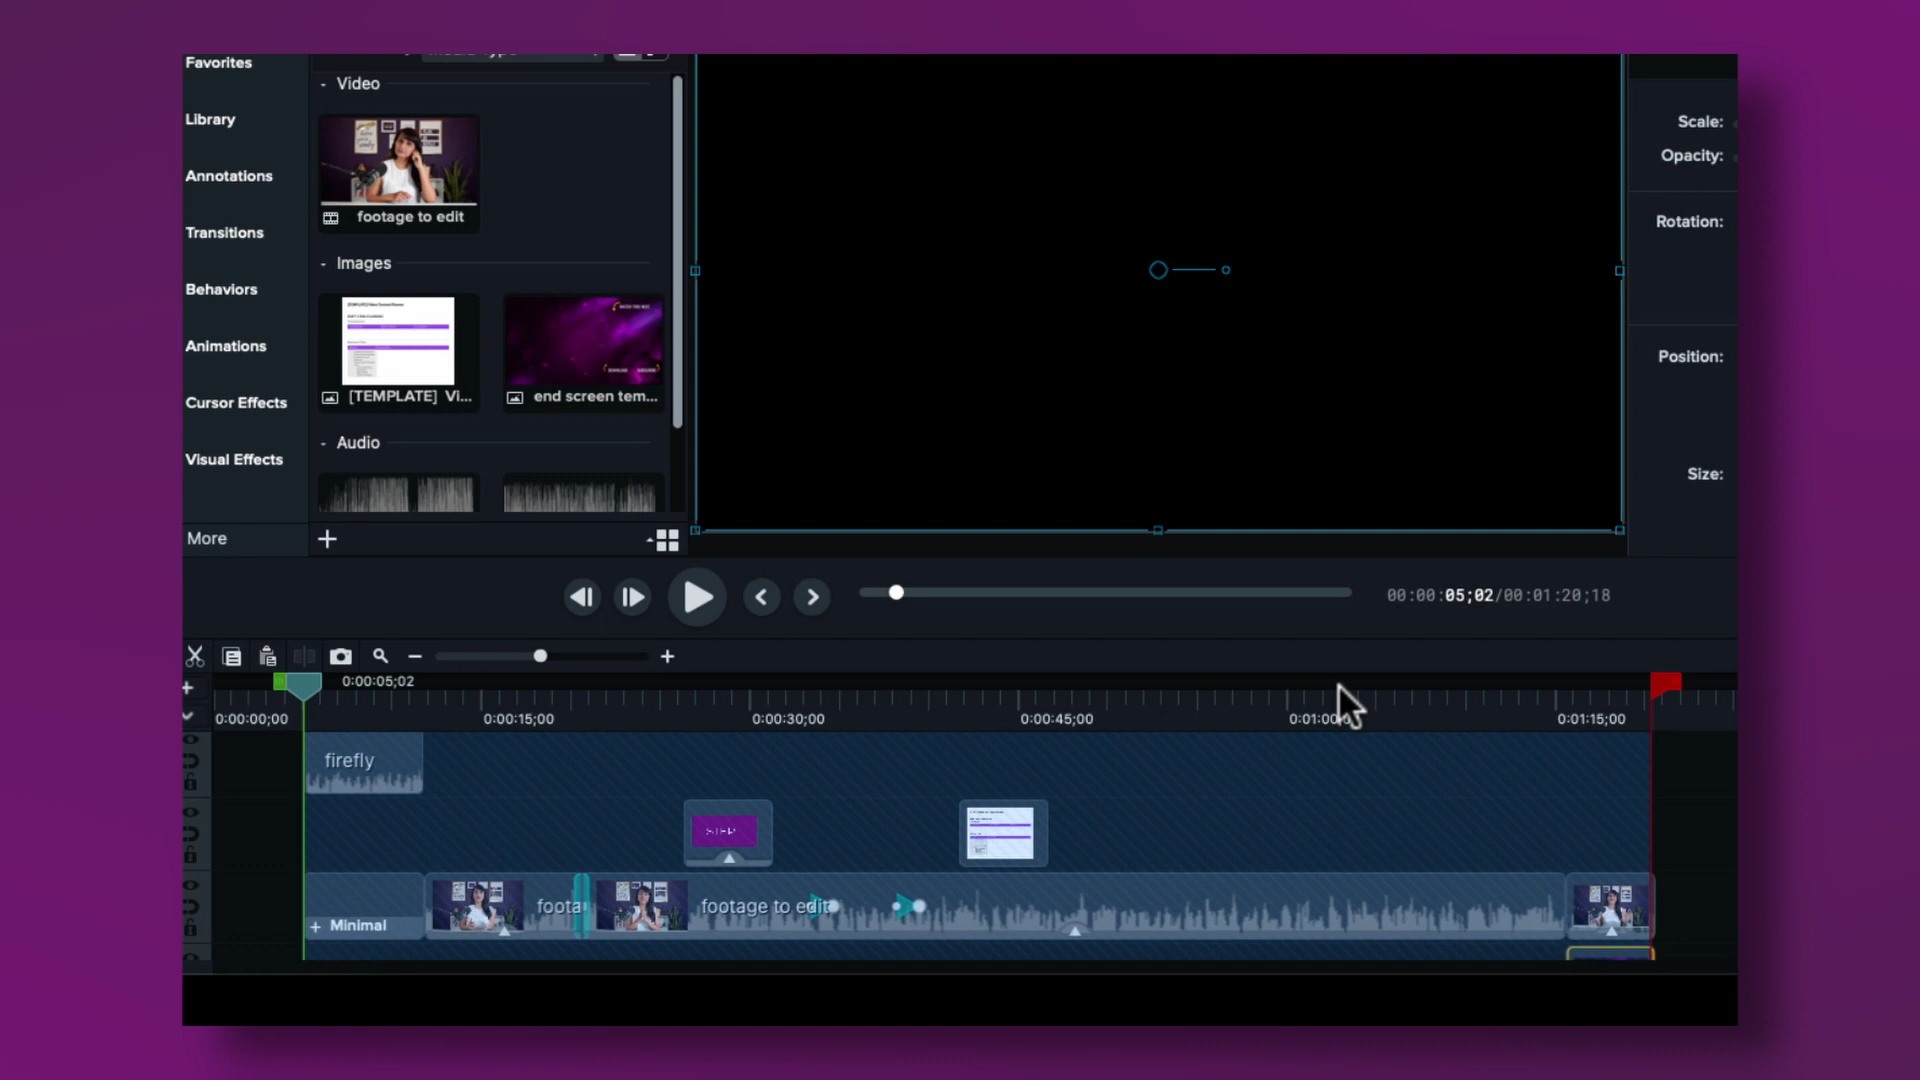 Favorites
Library
Annotations
Transitions
Behaviors
Animations
Cursor Effects
Visual Effects
More
Video
footage to edit
Images
[TEMPLATE] Vi...
end screen tem...
Audio
Scale:
Opacity:
Rotation:
Position:
Size:
00:00:05;02/00:01:20;18
0:00:05;02
0:00:00;00
0:00:15;00
0:00:30;00
0:00:45;00
0:01:00
0:01:15;00
firefly
STEP
+ Minimal
foota
footage to edit